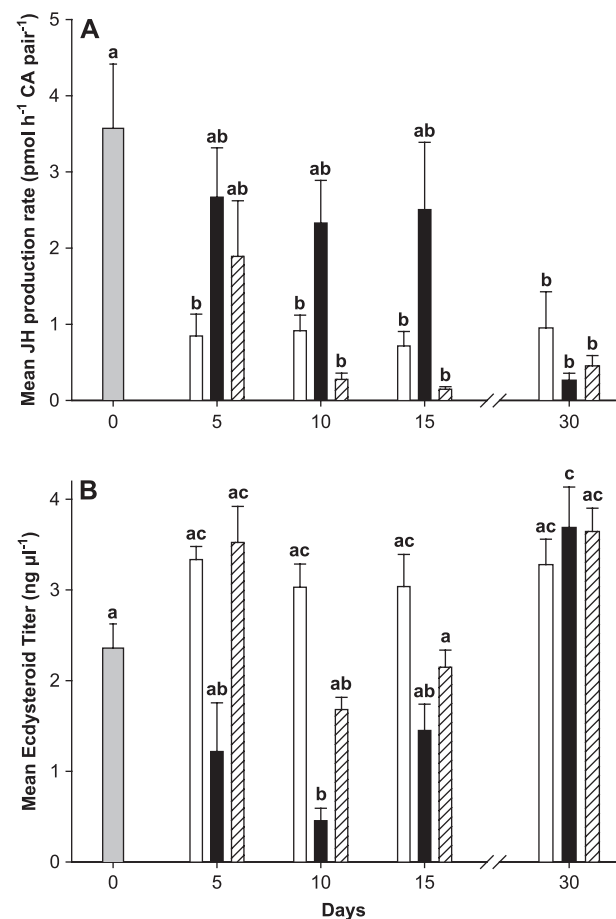 A
Mean JH production rate (pmol h-1 CA pair-1)
5
4
3
2
1
0
a
b
ab
ab
b
ab
b
b
ab
b
b
b
b
0
5
10
15
30
B
Mean Ecdysteroid Titer (ng µl-1)
4
3
2
1
0
a
ac
ab
ac
ac
b
ab
ac
ab
a
ac
c
ac
0
5
10
15
30
Days